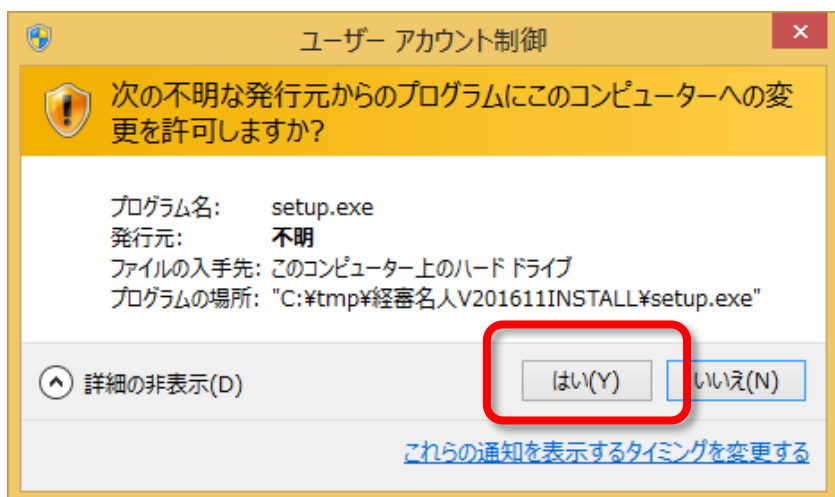 ユーザー アカウント制御
次の不明な発行元からのプログラムにこのコンピューターへの変
更を許可しますか?
プログラム名: setup.exe
発行元: 不明
ファイルの入手先: このコンピューター上のハード ドライブ
プログラムの場所: "C:¥tmp¥経審名人V201611INSTALL¥setup.exe"
詳細の非表示(D) はい(Y) いいえ(N)
これらの通知を表示するタイミングを変更する